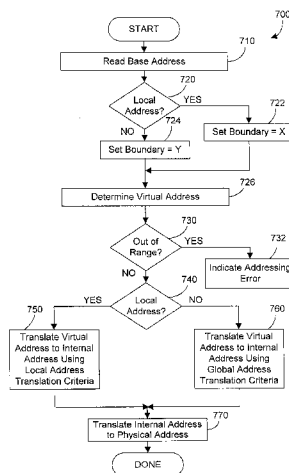 700
START
710
Read Base Address
720
Local
Address?
YES
722
NO
724
Set Boundary = X
Set Boundary = Y
726
Determine Virtual Address
730
Out of
Range?
YES
732
NO
Indicate Addressing
Error
740
Local
Address?
YES
NO
750
Translate Virtual
Address to Internal
Address Using
Local Address
Translation Criteria
760
Translate Virtual
Address to Internal
Address Using
Global Address
Translation Criteria
770
Translate Internal Address
to Physical Address
DONE